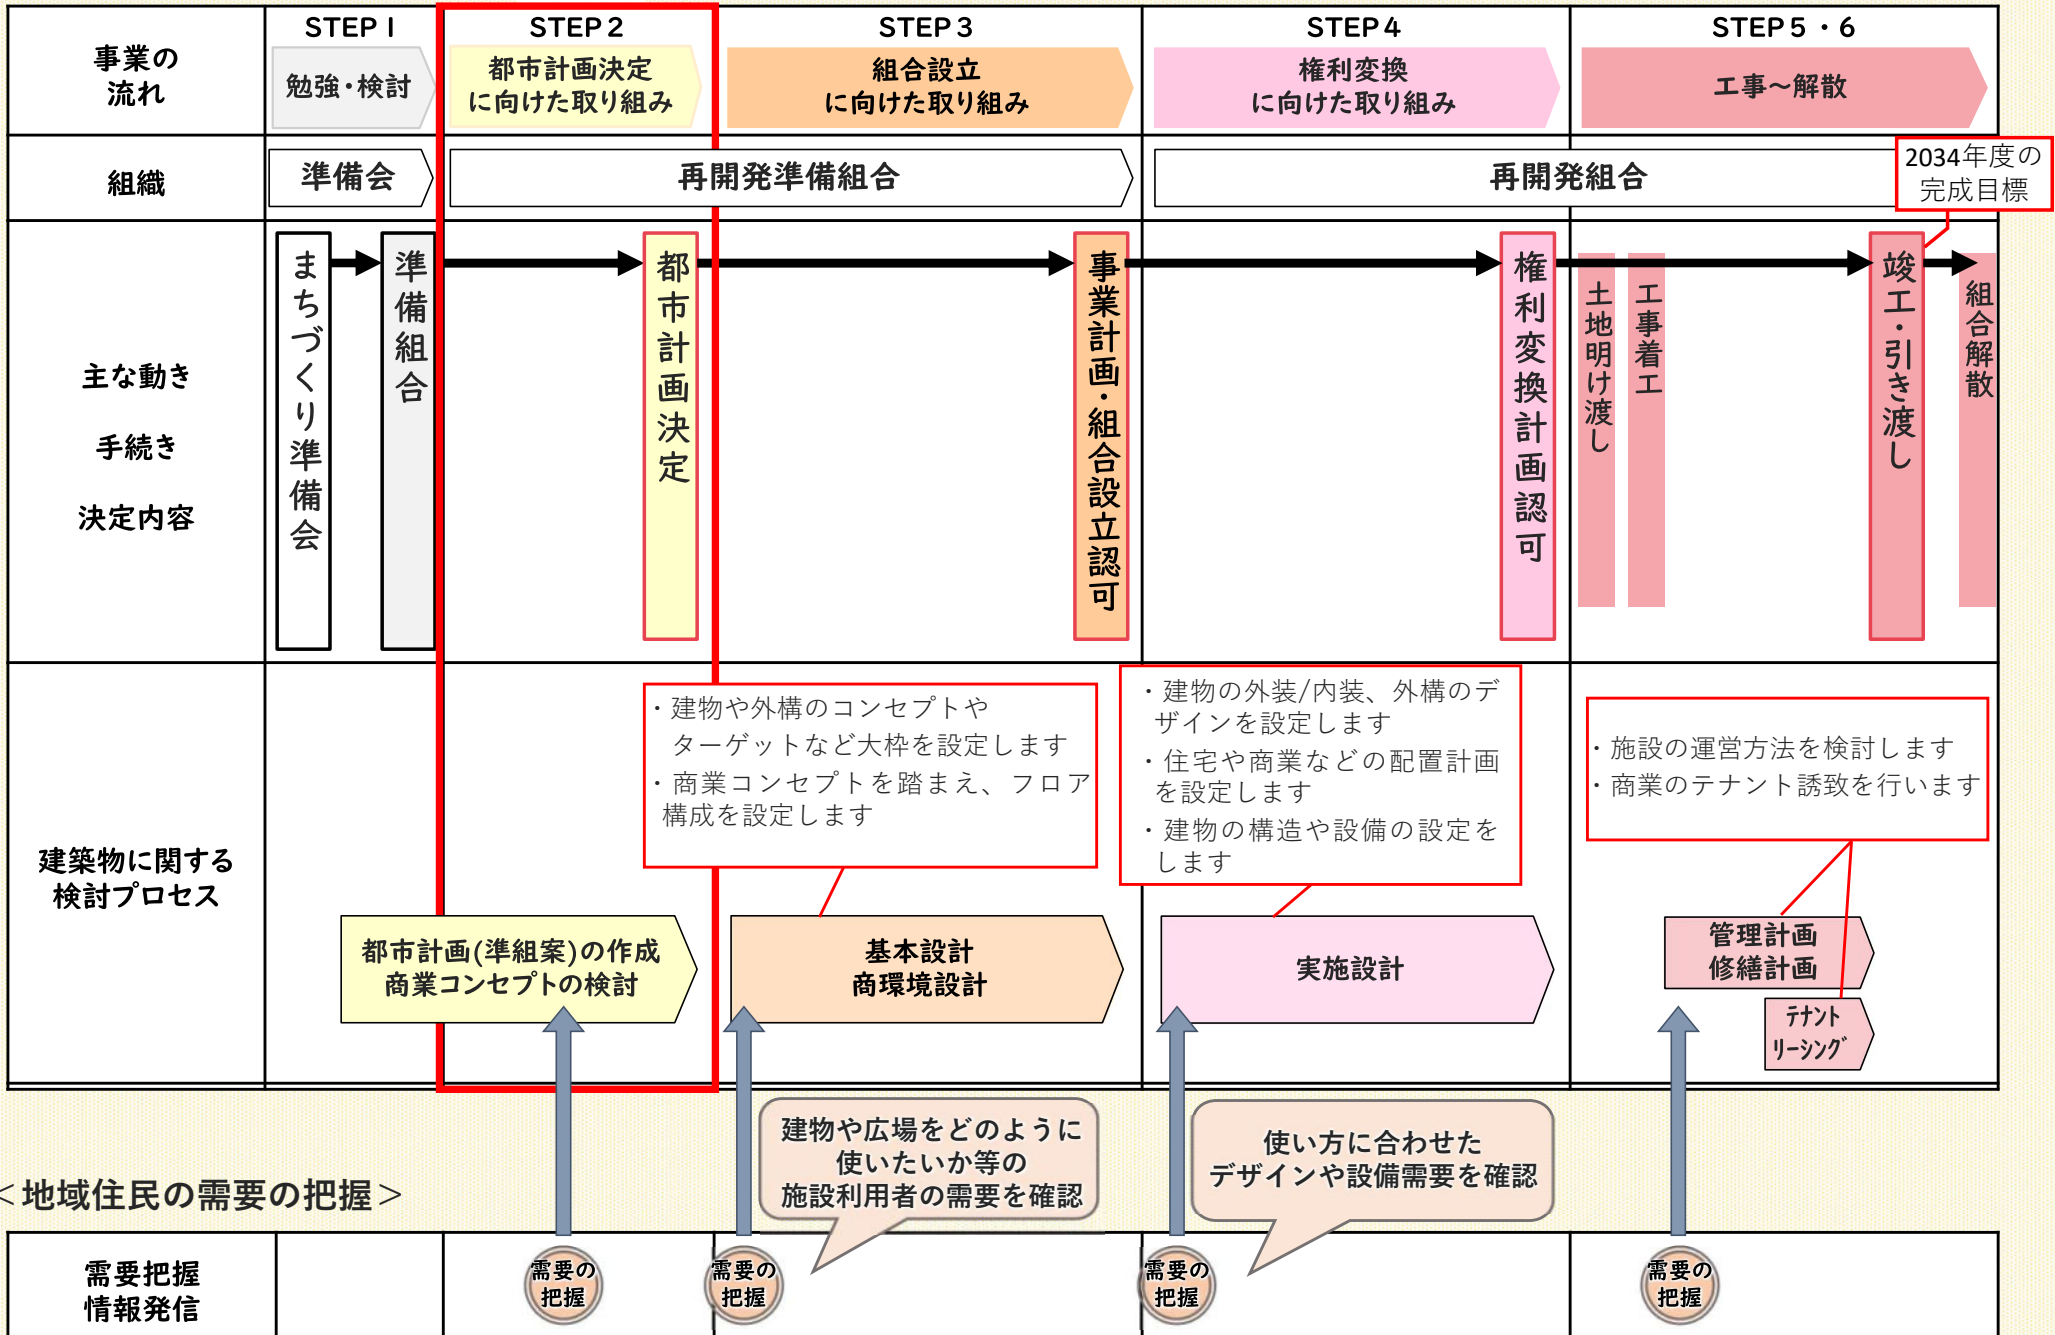 事業の
流れ
STEP 1
勉強・検討
STEP 2
都市計画決定
に向けた取り組み
STEP 3
組合設立
に向けた取り組み
STEP 4
権利変換
に向けた取り組み
STEP 5・6
工事～解散
組織
準備会
再開発準備組合
再開発組合
2034年度の
完成目標
主な動き
手続き
決定内容
まちづくり準備会
準備組合
都市計画決定
事業計画・組合設立認可
権利変換計画認可
土地明け渡し
工事着工
竣工・引き渡し
組合解散
建築物に関する
検討プロセス
・建物や外構のコンセプトや
ターゲットなど大枠を設定します
・商業コンセプトを踏まえ、フロア
構成を設定します
・建物の外装/内装、外構のデ
ザインを設定します
・住宅や商業などの配置計画
を設定します
・建物の構造や設備の設定を
します
・施設の運営方法を検討します
・商業のテナント誘致を行います
都市計画(準組案)の作成
商業コンセプトの検討
基本設計
商環境設計
実施設計
管理計画
修繕計画
ﾃﾅﾝﾄ
ﾘｰｼﾝｸﾞ
建物や広場をどのように
使いたいか等の
施設利用者の需要を確認
使い方に合わせた
デザインや設備需要を確認
＜地域住民の需要の把握＞
需要把握
情報発信
需要の
把握
需要の
把握
需要の
把握
需要の
把握